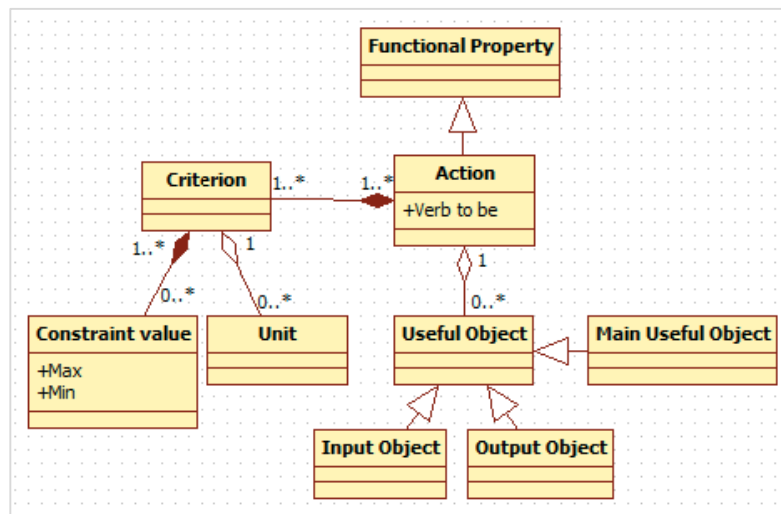 Functional Property
Criterion
1..*
1..*
Action
+Verb to be
1..*
1
1
0..*
0..*
0..*
Constraint value
+Max
+Min
Unit
Useful Object
Main Useful Object
Input Object
Output Object